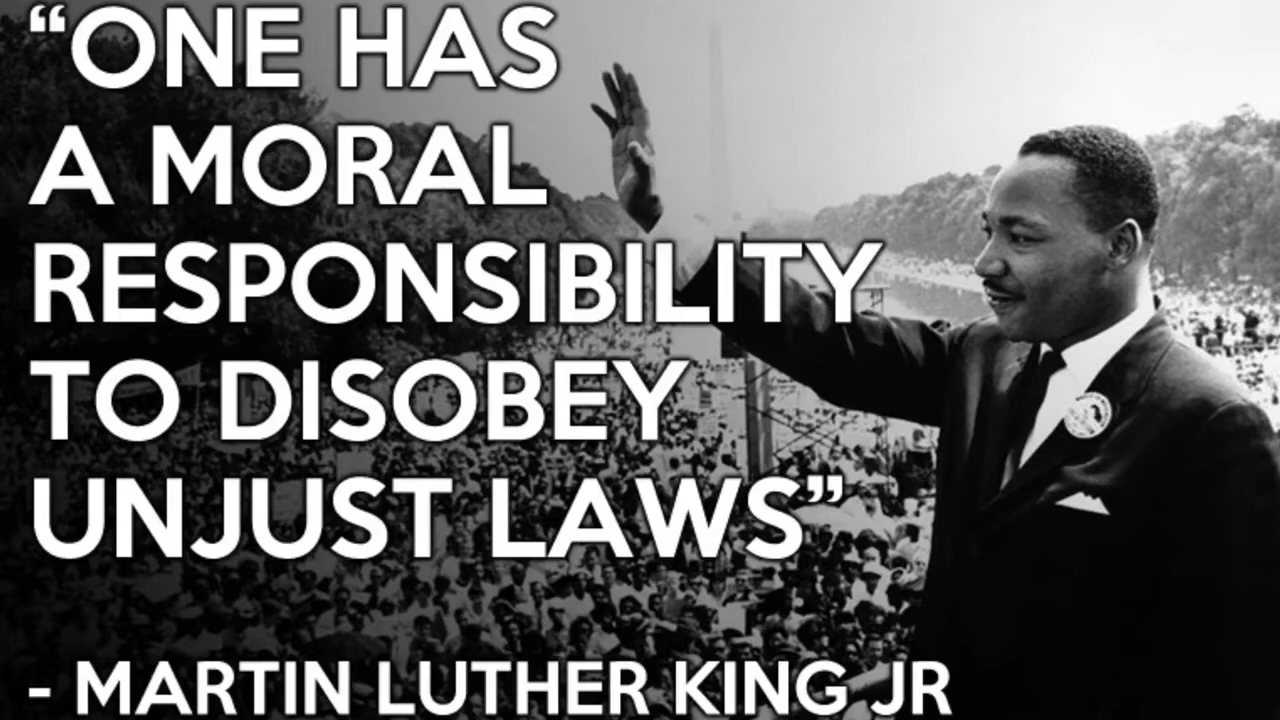 “ONE HAS
A MORAL
RESPONSIBILITY
TO DISOBEY
UNJUST LAWS”
- MARTIN LUTHER KING JR